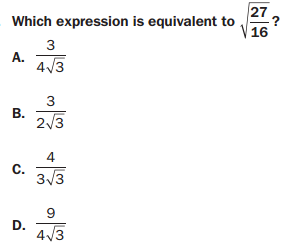 Which expression is equivalent to √(27/16)?
A. 3/(4√3)
B. 3/(2√3)
C. 4/(3√3)
D. 9/(4√3)